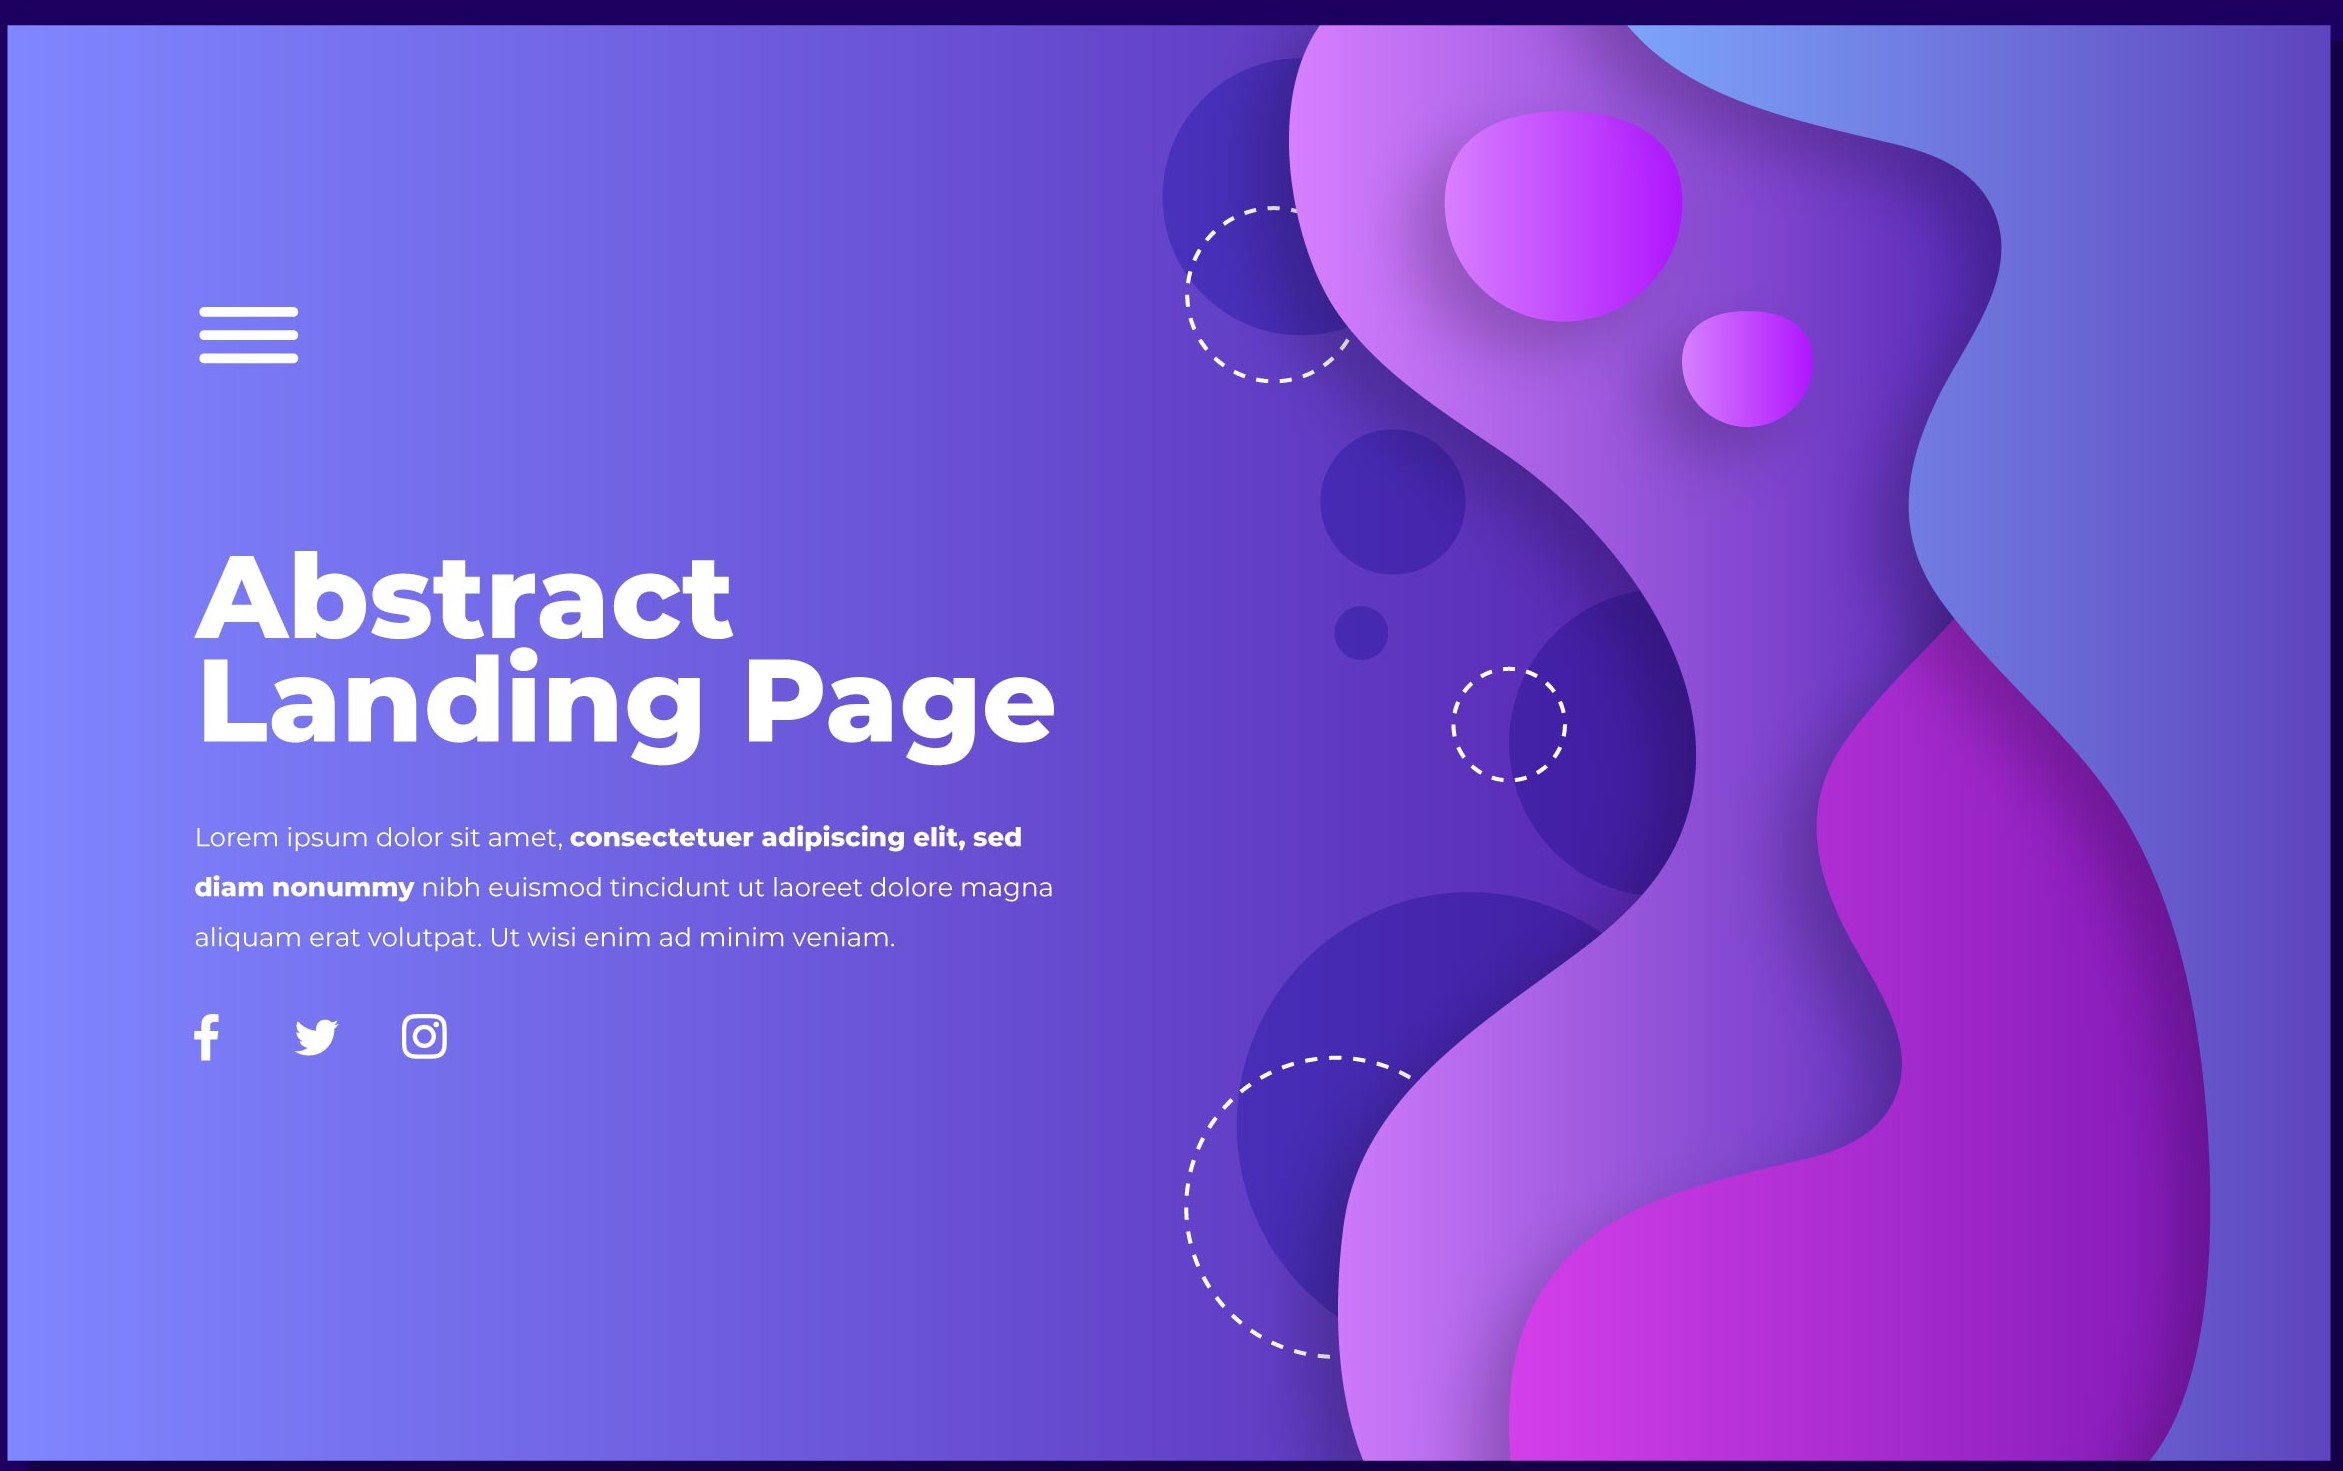 Abstract
Landing Page
Lorem ipsum dolor sit amet, consectetuer adipiscing elit, sed
diam nonummy nibh euismod tincidunt ut laoreet dolore magna
aliquam erat volutpat. Ut wisi enim ad minim veniam.